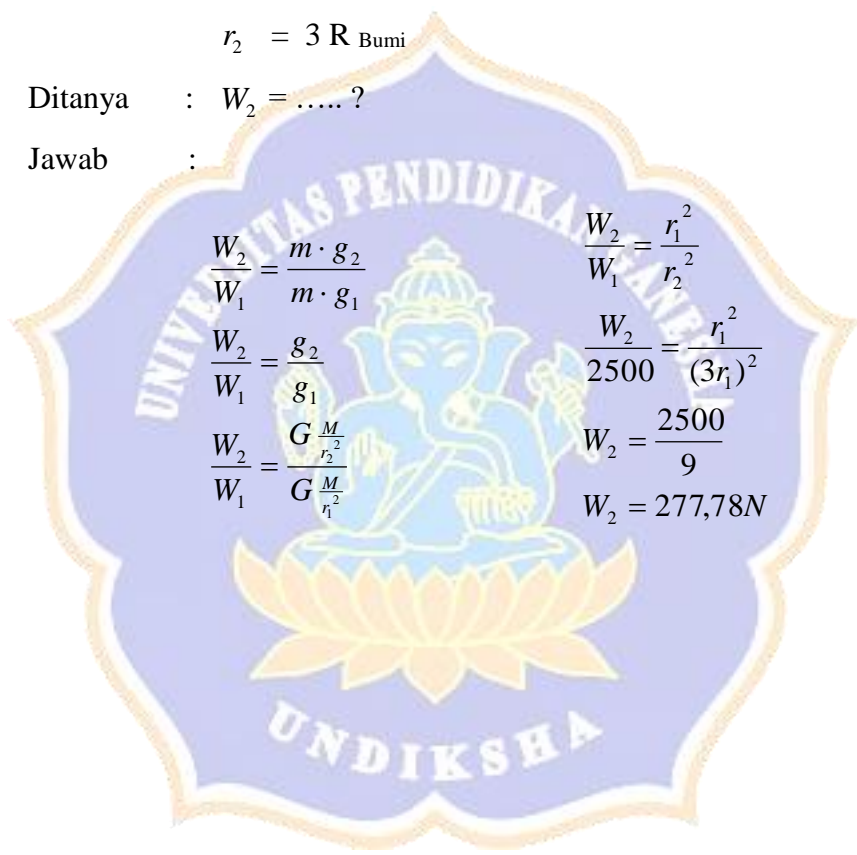 r₂ = 3 R Bumi
Ditanya : W₂ = ….. ?
Jawab :
W₂/W₁ = (m · g₂)/(m · g₁)
W₂/W₁ = g₂/g₁
W₂/W₁ = (G M/r₂²)/(G M/r₁²)
W₂/W₁ = r₁²/r₂²
W₂/2500 = r₁²/(3r₁)²
W₂ = 2500/9
W₂ = 277,78N
UNIVERSITAS PENDIDIKAN GANESHA
UNDIKSHA